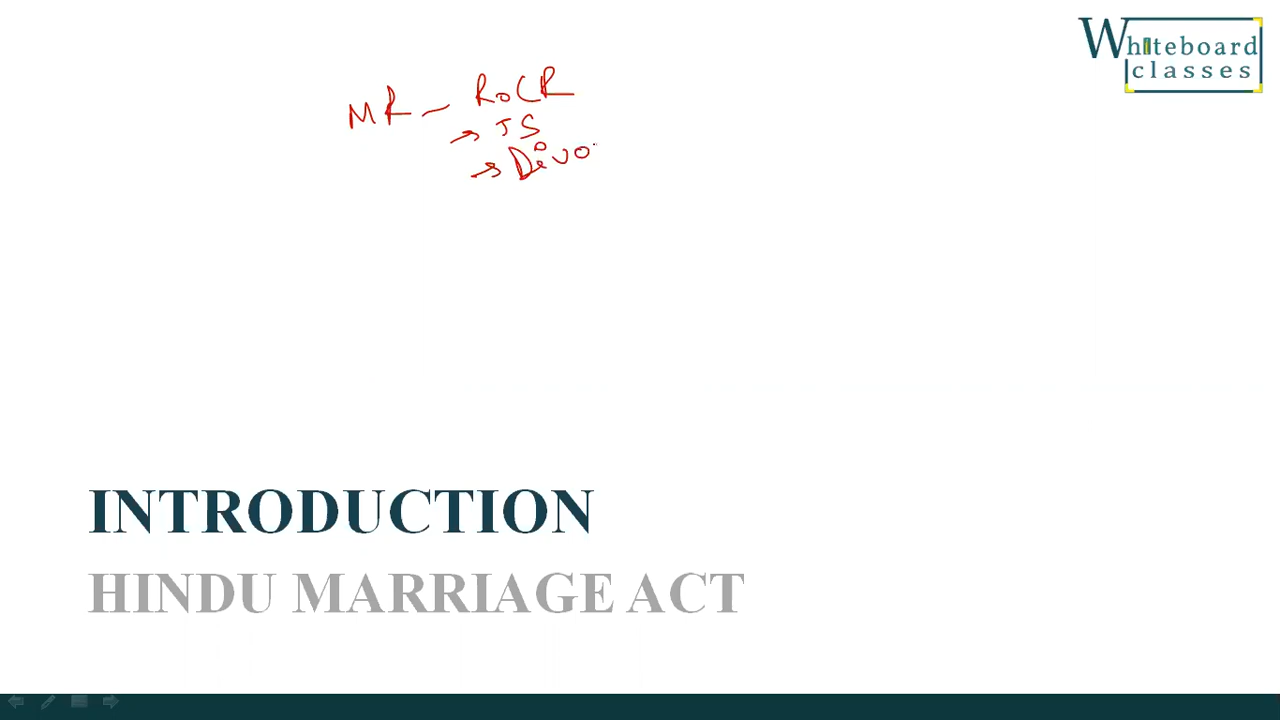 Whiteboard
classes
MR - RoCR
→ JS
→ Divo
INTRODUCTION
HINDU MARRIAGE ACT